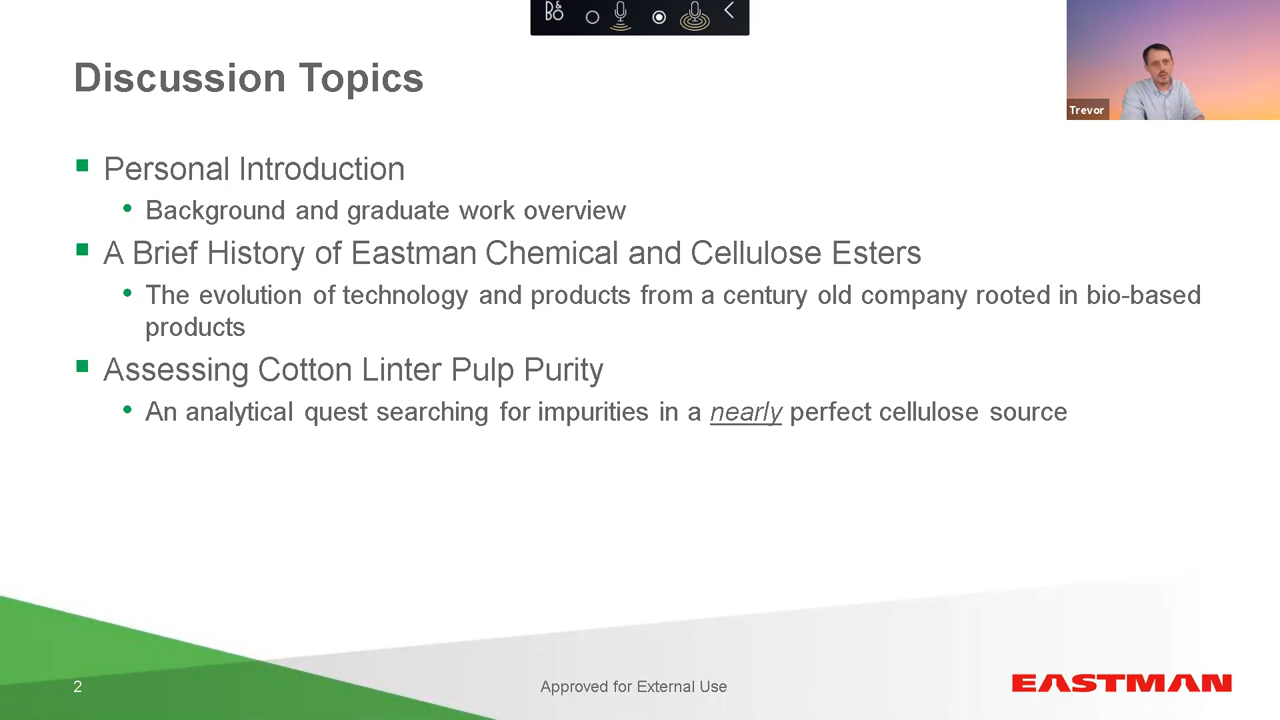 B&O
Discussion Topics
Trevor
Personal Introduction
Background and graduate work overview
A Brief History of Eastman Chemical and Cellulose Esters
The evolution of technology and products from a century old company rooted in bio-based
products
Assessing Cotton Linter Pulp Purity
An analytical quest searching for impurities in a nearly perfect cellulose source
2
Approved for External Use
EASTMAN